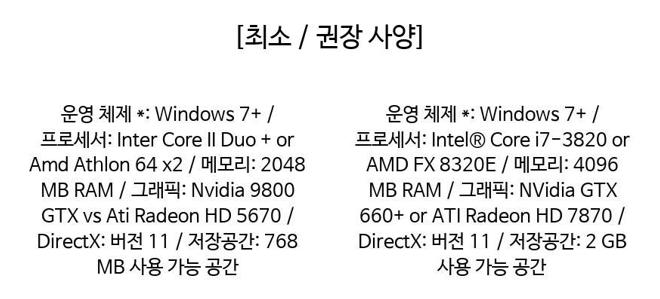 [최소 / 권장 사양]
운영 체제 *: Windows 7+ /
프로세서: Inter Core II Duo + or
Amd Athlon 64 x2 / 메모리: 2048
MB RAM / 그래픽: Nvidia 9800
GTX vs Ati Radeon HD 5670 /
DirectX: 버전 11 / 저장공간: 768
MB 사용 가능 공간
운영 체제 *: Windows 7+ /
프로세서: Intel® Core i7-3820 or
AMD FX 8320E / 메모리: 4096
MB RAM / 그래픽: NVidia GTX
660+ or ATI Radeon HD 7870 /
DirectX: 버전 11 / 저장공간: 2 GB
사용 가능 공간